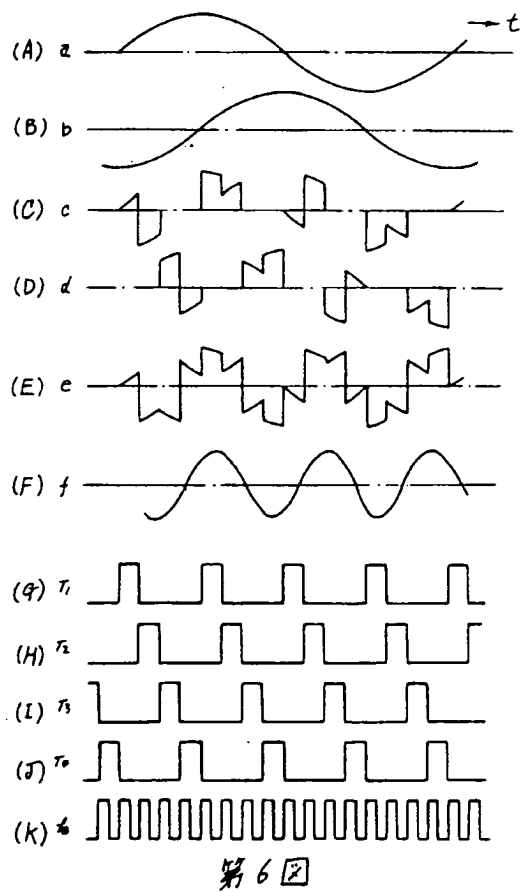 → t
(A) a
(B) b
(C) c
(D) d
(E) e
(F) f
(G) T1
(H) T2
(I) T3
(J)
(K)
第6図